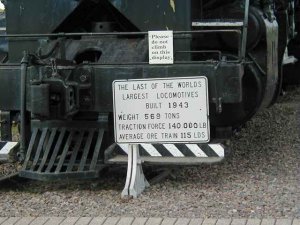 Please
do not
climb
on this
display.
THE LAST OF THE WORLDS
LARGEST LOCOMOTIVES
BUILT 1943
WEIGHT 569 TONS
TRACTION FORCE 140 000 LB
AVERAGE ORE TRAIN 115 LDS